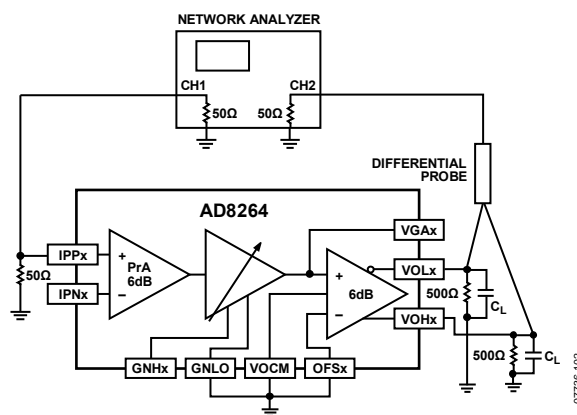 NETWORK ANALYZER
CH1
CH2
50Ω
50Ω
DIFFERENTIAL
PROBE
AD8264
50Ω
IPPx
IPNx
+
−
PrA
6dB
+
−
6dB
VGAx
VOLx
VOHx
500Ω
CL
500Ω
CL
GNHx
GNLO
VOCM
OFSx